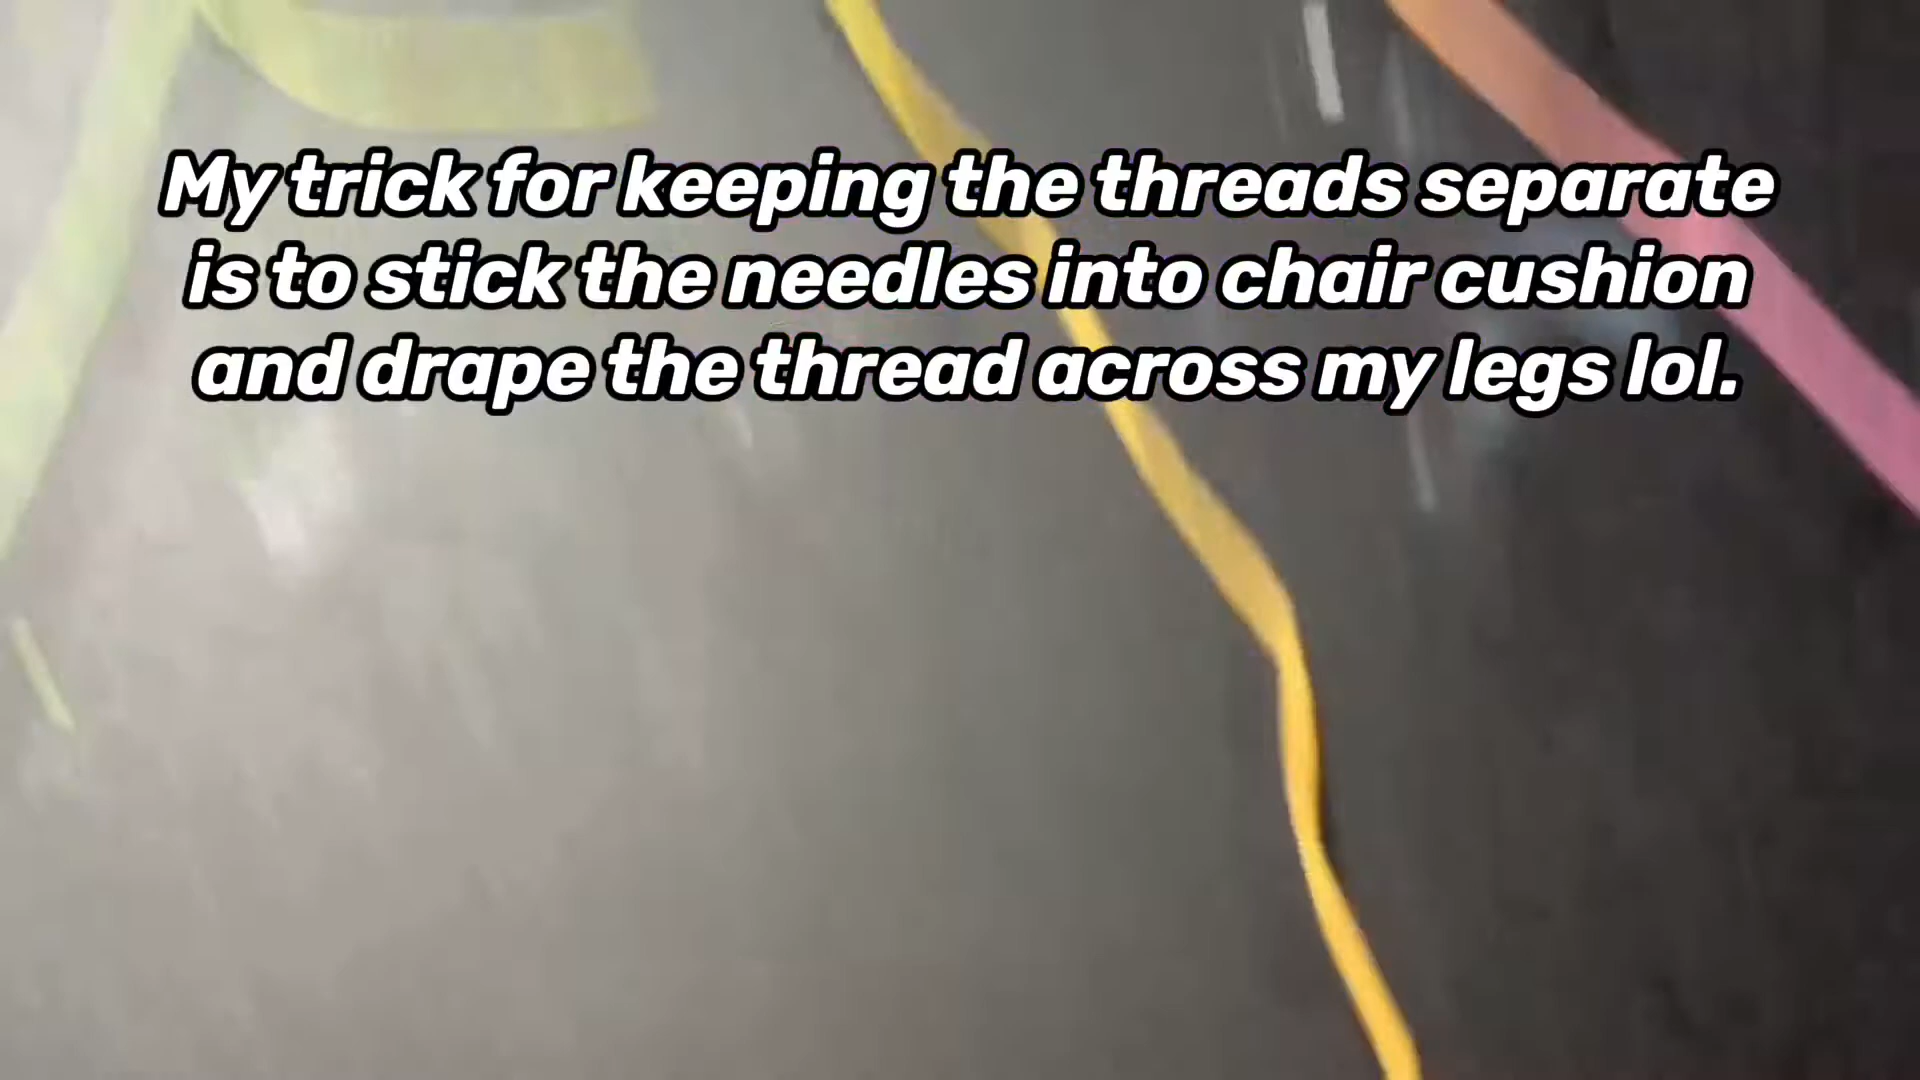 My trick for keeping the threads separate
is to stick the needles into chair cushion
and drape the thread across my legs lol.